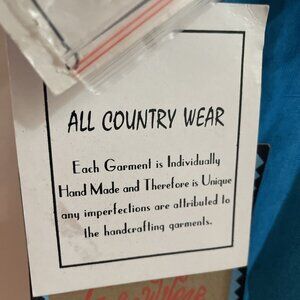 ALL COUNTRY WEAR
Each Garment is Individually
Hand Made and Therefore is Unique
any imperfections are attributed to
the handcrafting garments.